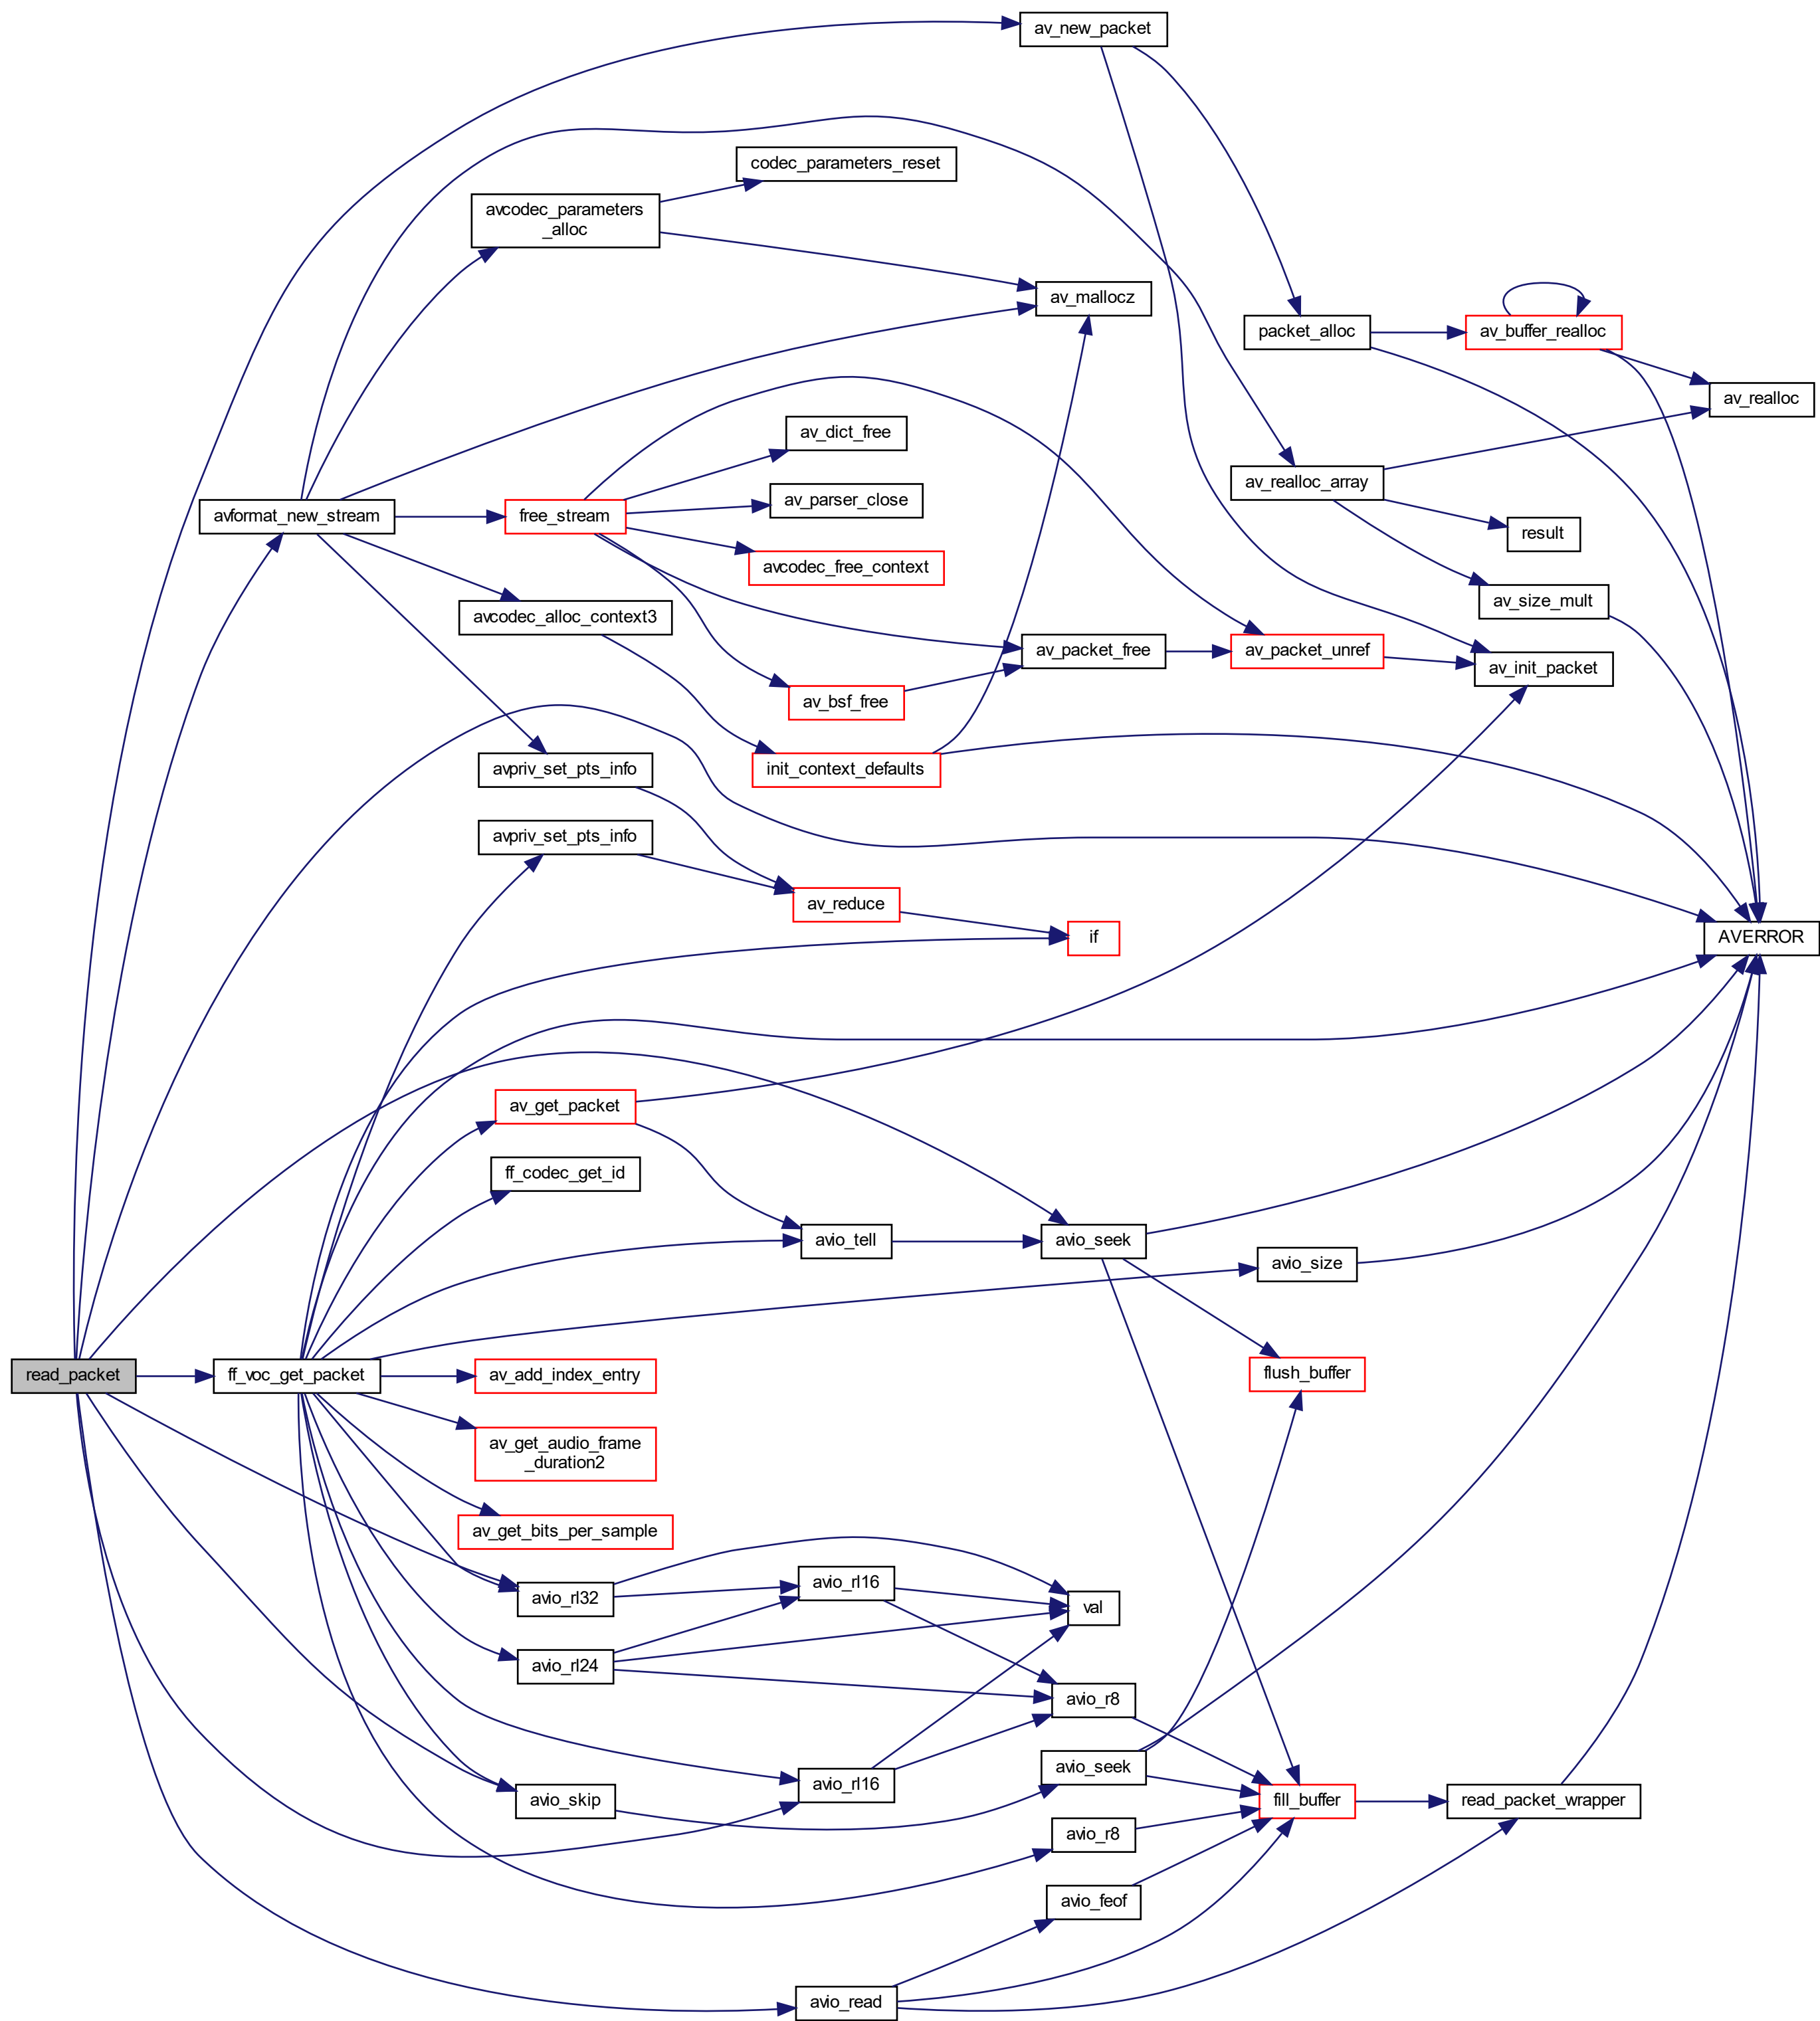 av_new_packet
codec_parameters_reset
avcodec_parameters
_alloc
av_mallocz
packet_alloc
av_buffer_realloc
av_realloc
av_dict_free
av_realloc_array
av_parser_close
avformat_new_stream
free_stream
result
avcodec_free_context
av_size_mult
avcodec_alloc_context3
av_packet_free
av_packet_unref
av_init_packet
av_bsf_free
avpriv_set_pts_info
init_context_defaults
avpriv_set_pts_info
av_reduce
if
AVERROR
av_get_packet
ff_codec_get_id
avio_tell
avio_seek
avio_size
read_packet
ff_voc_get_packet
av_add_index_entry
flush_buffer
av_get_audio_frame
_duration2
av_get_bits_per_sample
avio_rl32
avio_rl16
val
avio_rl24
avio_r8
avio_seek
avio_rl16
avio_skip
fill_buffer
read_packet_wrapper
avio_r8
avio_feof
avio_read